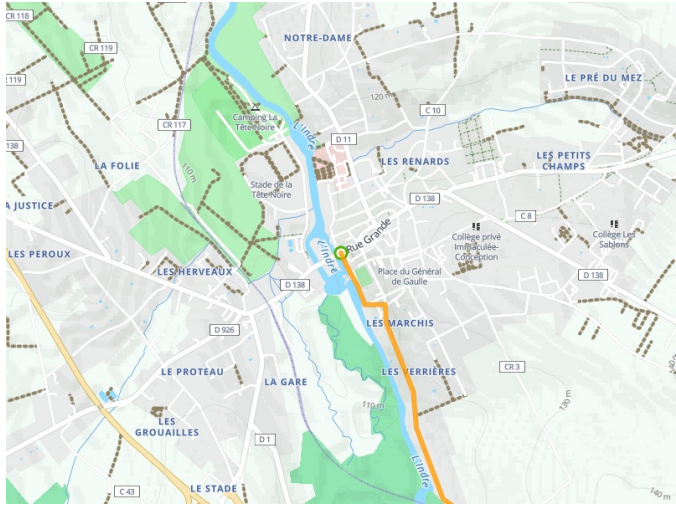 CR 118
NOTRE-DAME
CR 119
LE PRÉ DU MEZ
119
120 m
C 10
Camping La
Tête Noire
CR 117
L'Indre
D 11
138
LES RENARDS
LES PETITS
CHAMPS
LA FOLIE
110 m
Stade de la
Tête Noire
D 138
A JUSTICE
C 8
Rue Grande
Collège privé
Immaculée-
Conception
Collège Les
Sablons
LES PEROUX
L'Indre
LES HERVEAUX
Place du Général
de Gaulle
D 138
D 138
D 926
LES MARCHIS
LE PROTEAU
LA GARE
LES VERRIÈRES
CR 3
140
110 m
130 m
LES
GROUAILLES
D 1
L'Indre
C 43
LE STADE
140 m